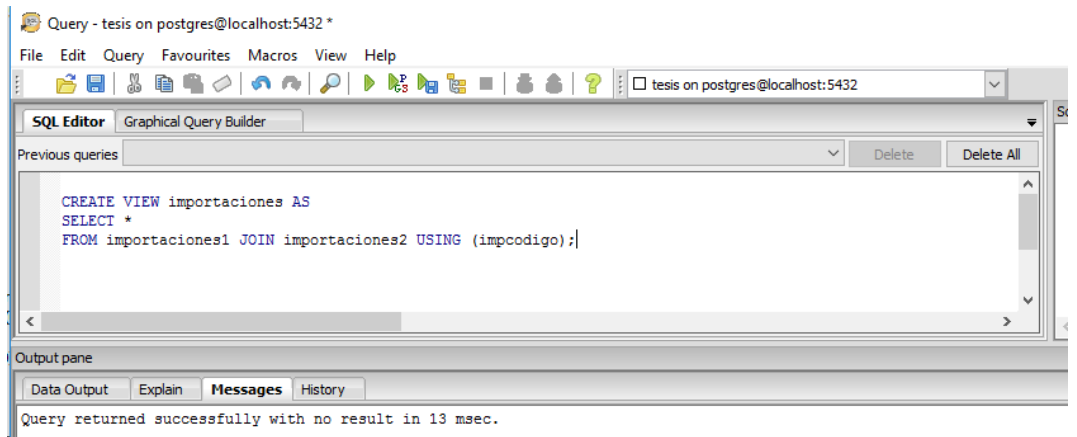 Query - tesis on postgres@localhost:5432 *
File Edit Query Favourites Macros View Help
tesis on postgres@localhost:5432
SQL Editor Graphical Query Builder
Previous queries Delete Delete All
CREATE VIEW importaciones AS
SELECT *
FROM importaciones1 JOIN importaciones2 USING (impcodigo);
Output pane
Data Output Explain Messages History
Query returned successfully with no result in 13 msec.